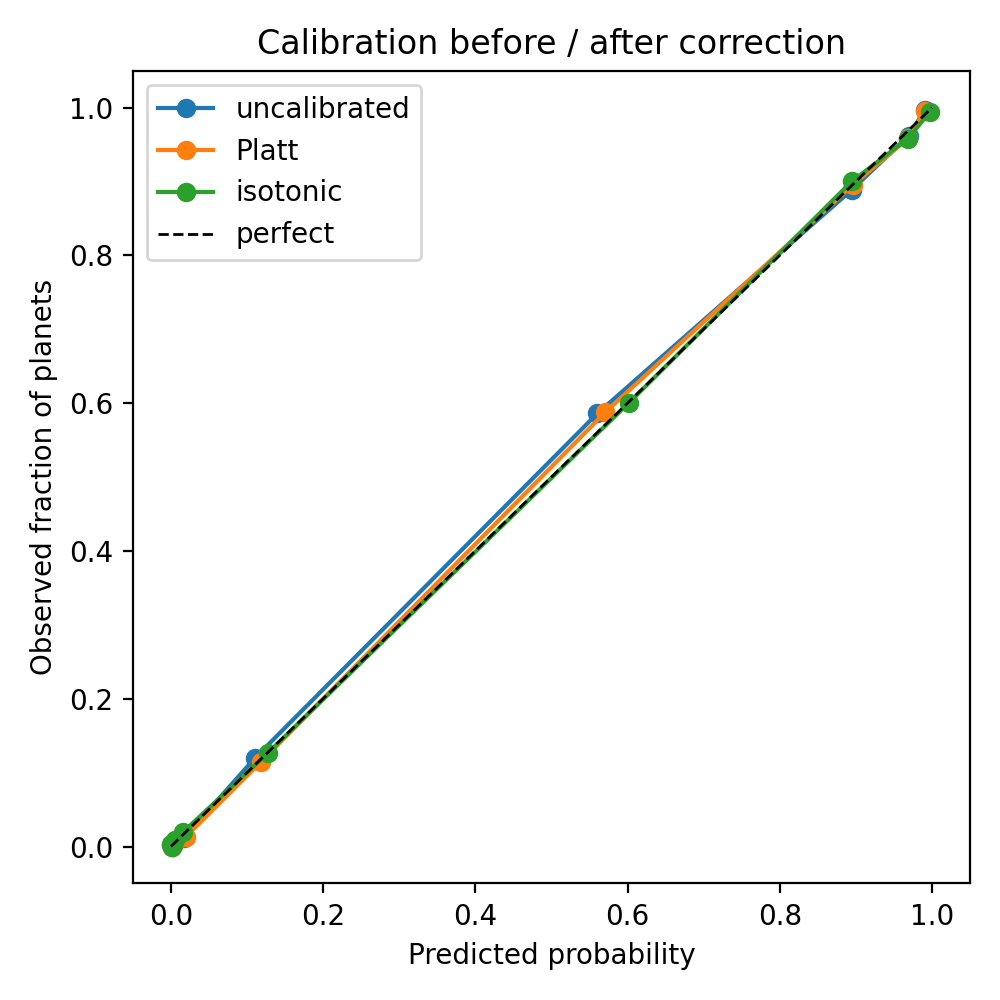 Calibration before / after correction
uncalibrated
Platt
isotonic
perfect
1.0
0.8
0.6
0.4
0.2
0.0
Observed fraction of planets
0.0 0.2 0.4 0.6 0.8 1.0
Predicted probability